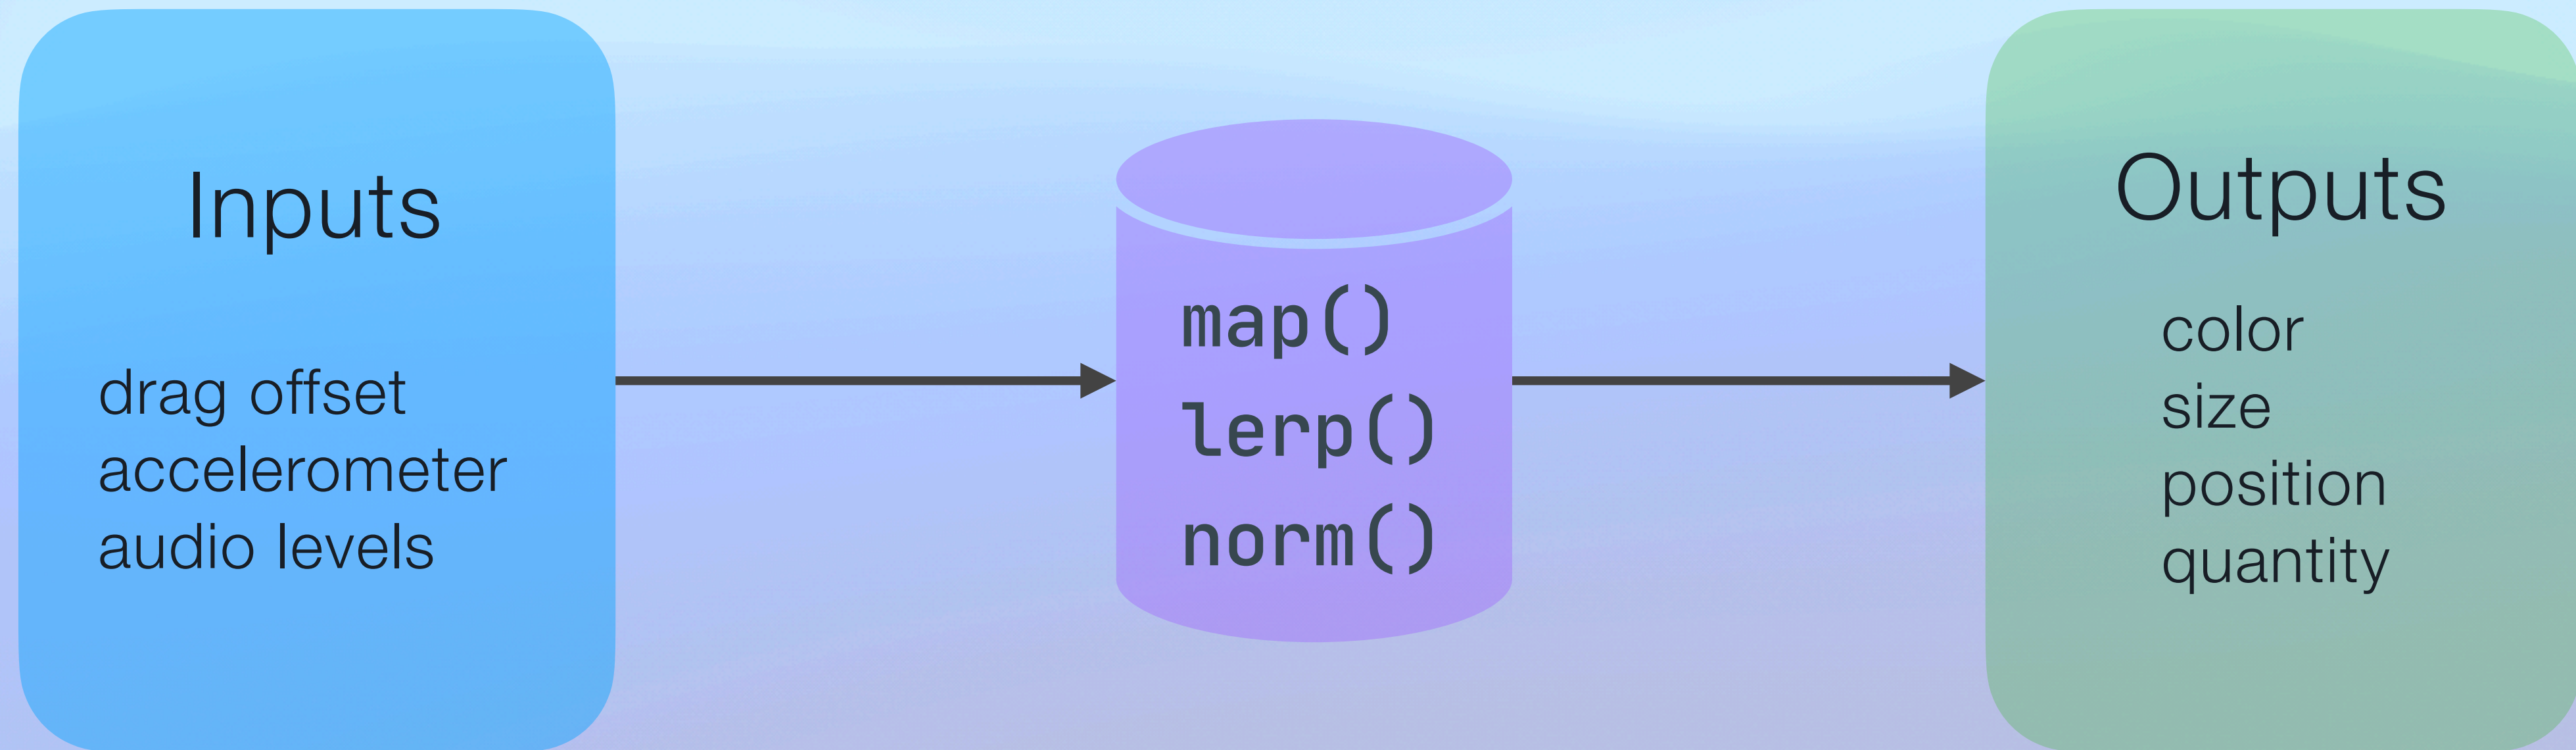 Inputs
drag offset
accelerometer
audio levels
map()
lerp()
norm()
Outputs
color
size
position
quantity